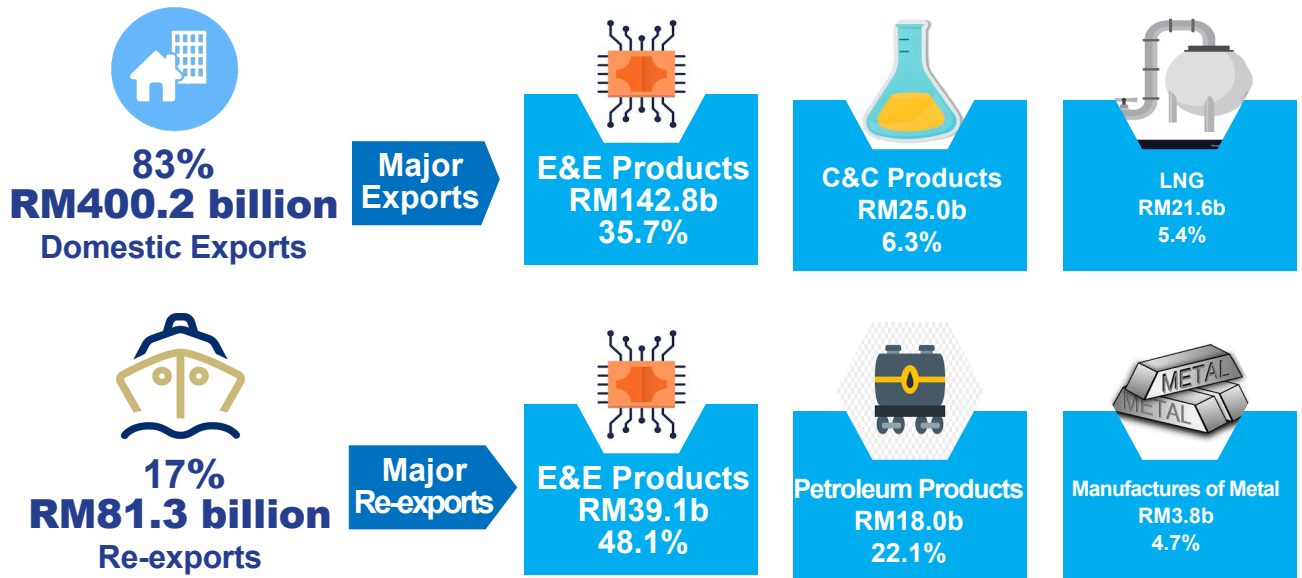 83%
RM400.2 billion
Domestic Exports
Major
Exports
E&E Products
RM142.8b
35.7%
C&C Products
RM25.0b
6.3%
LNG
RM21.6b
5.4%
17%
RM81.3 billion
Re-exports
Major
Re-exports
E&E Products
RM39.1b
48.1%
Petroleum Products
RM18.0b
22.1%
METAL
METAL
Manufactures of Metal
RM3.8b
4.7%